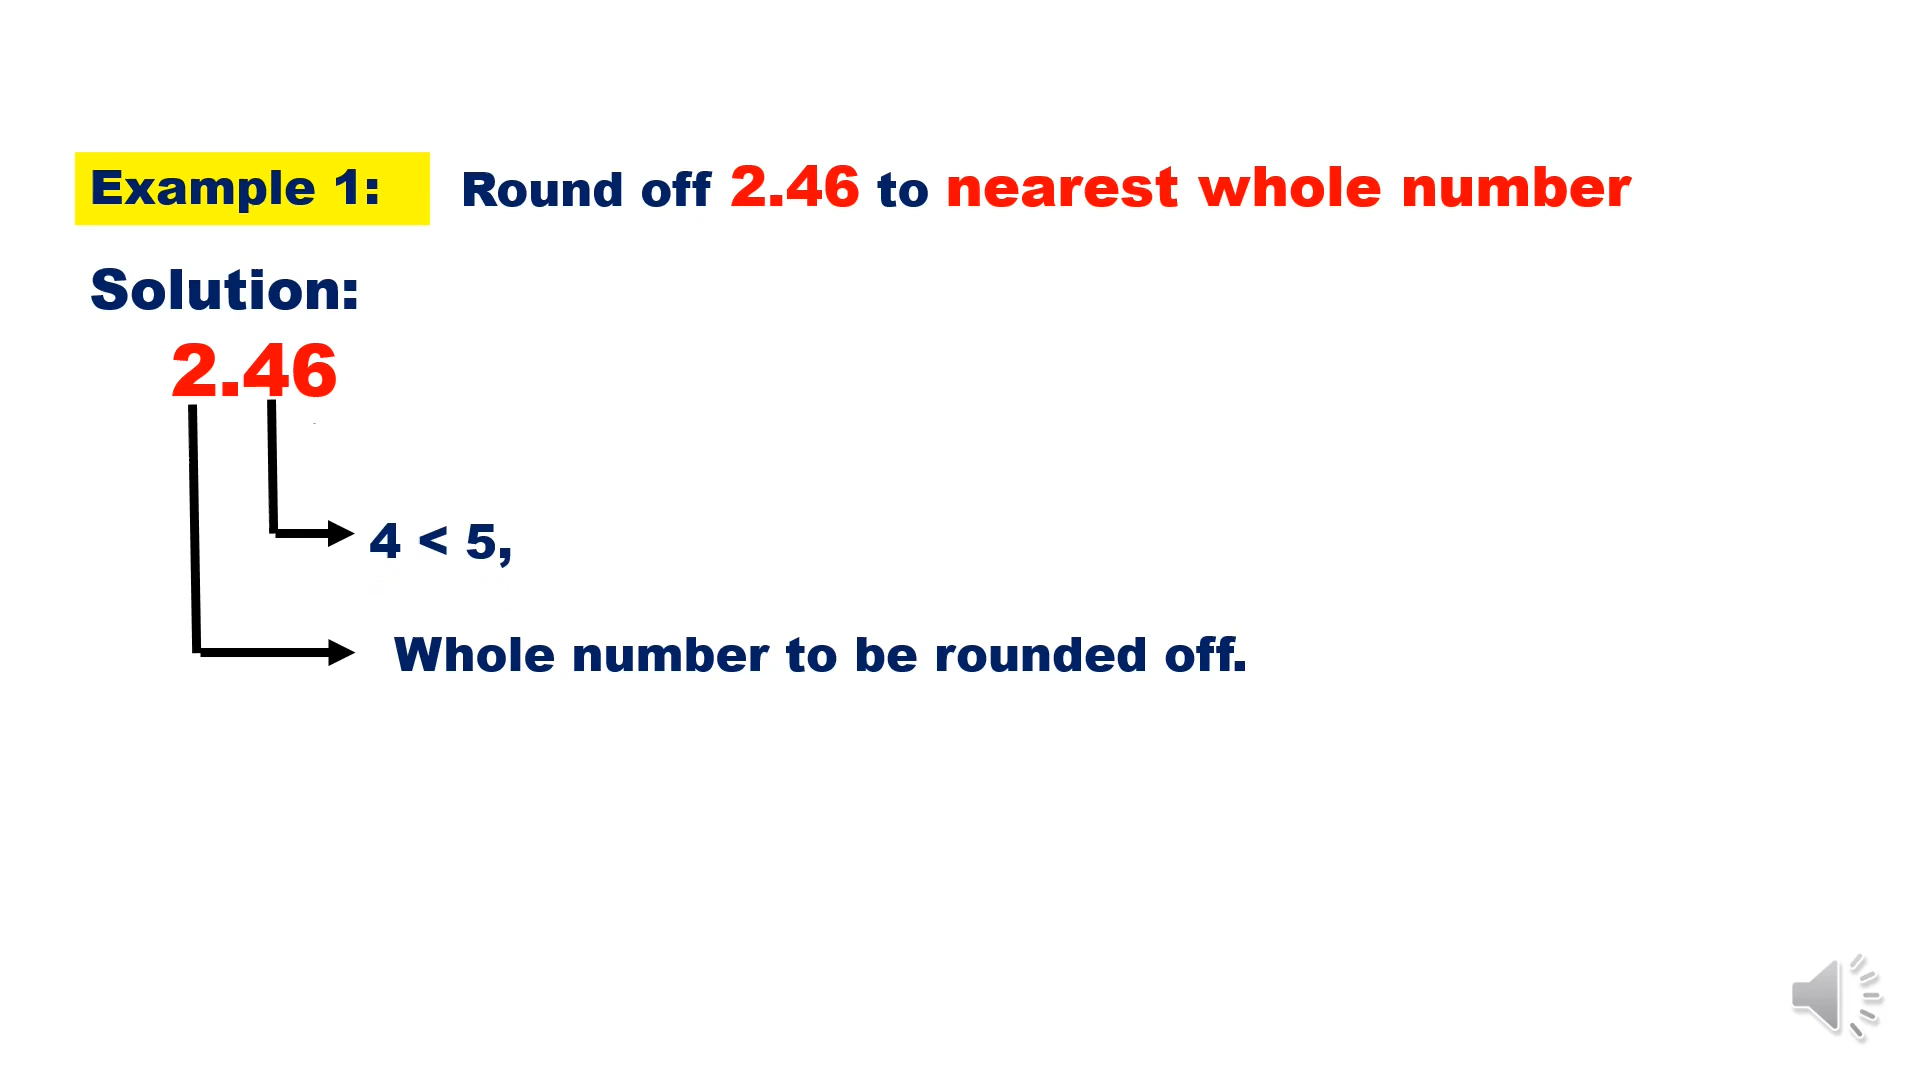 Example 1: Round off 2.46 to nearest whole number
Solution:
2.46
4 < 5,
Whole number to be rounded off.